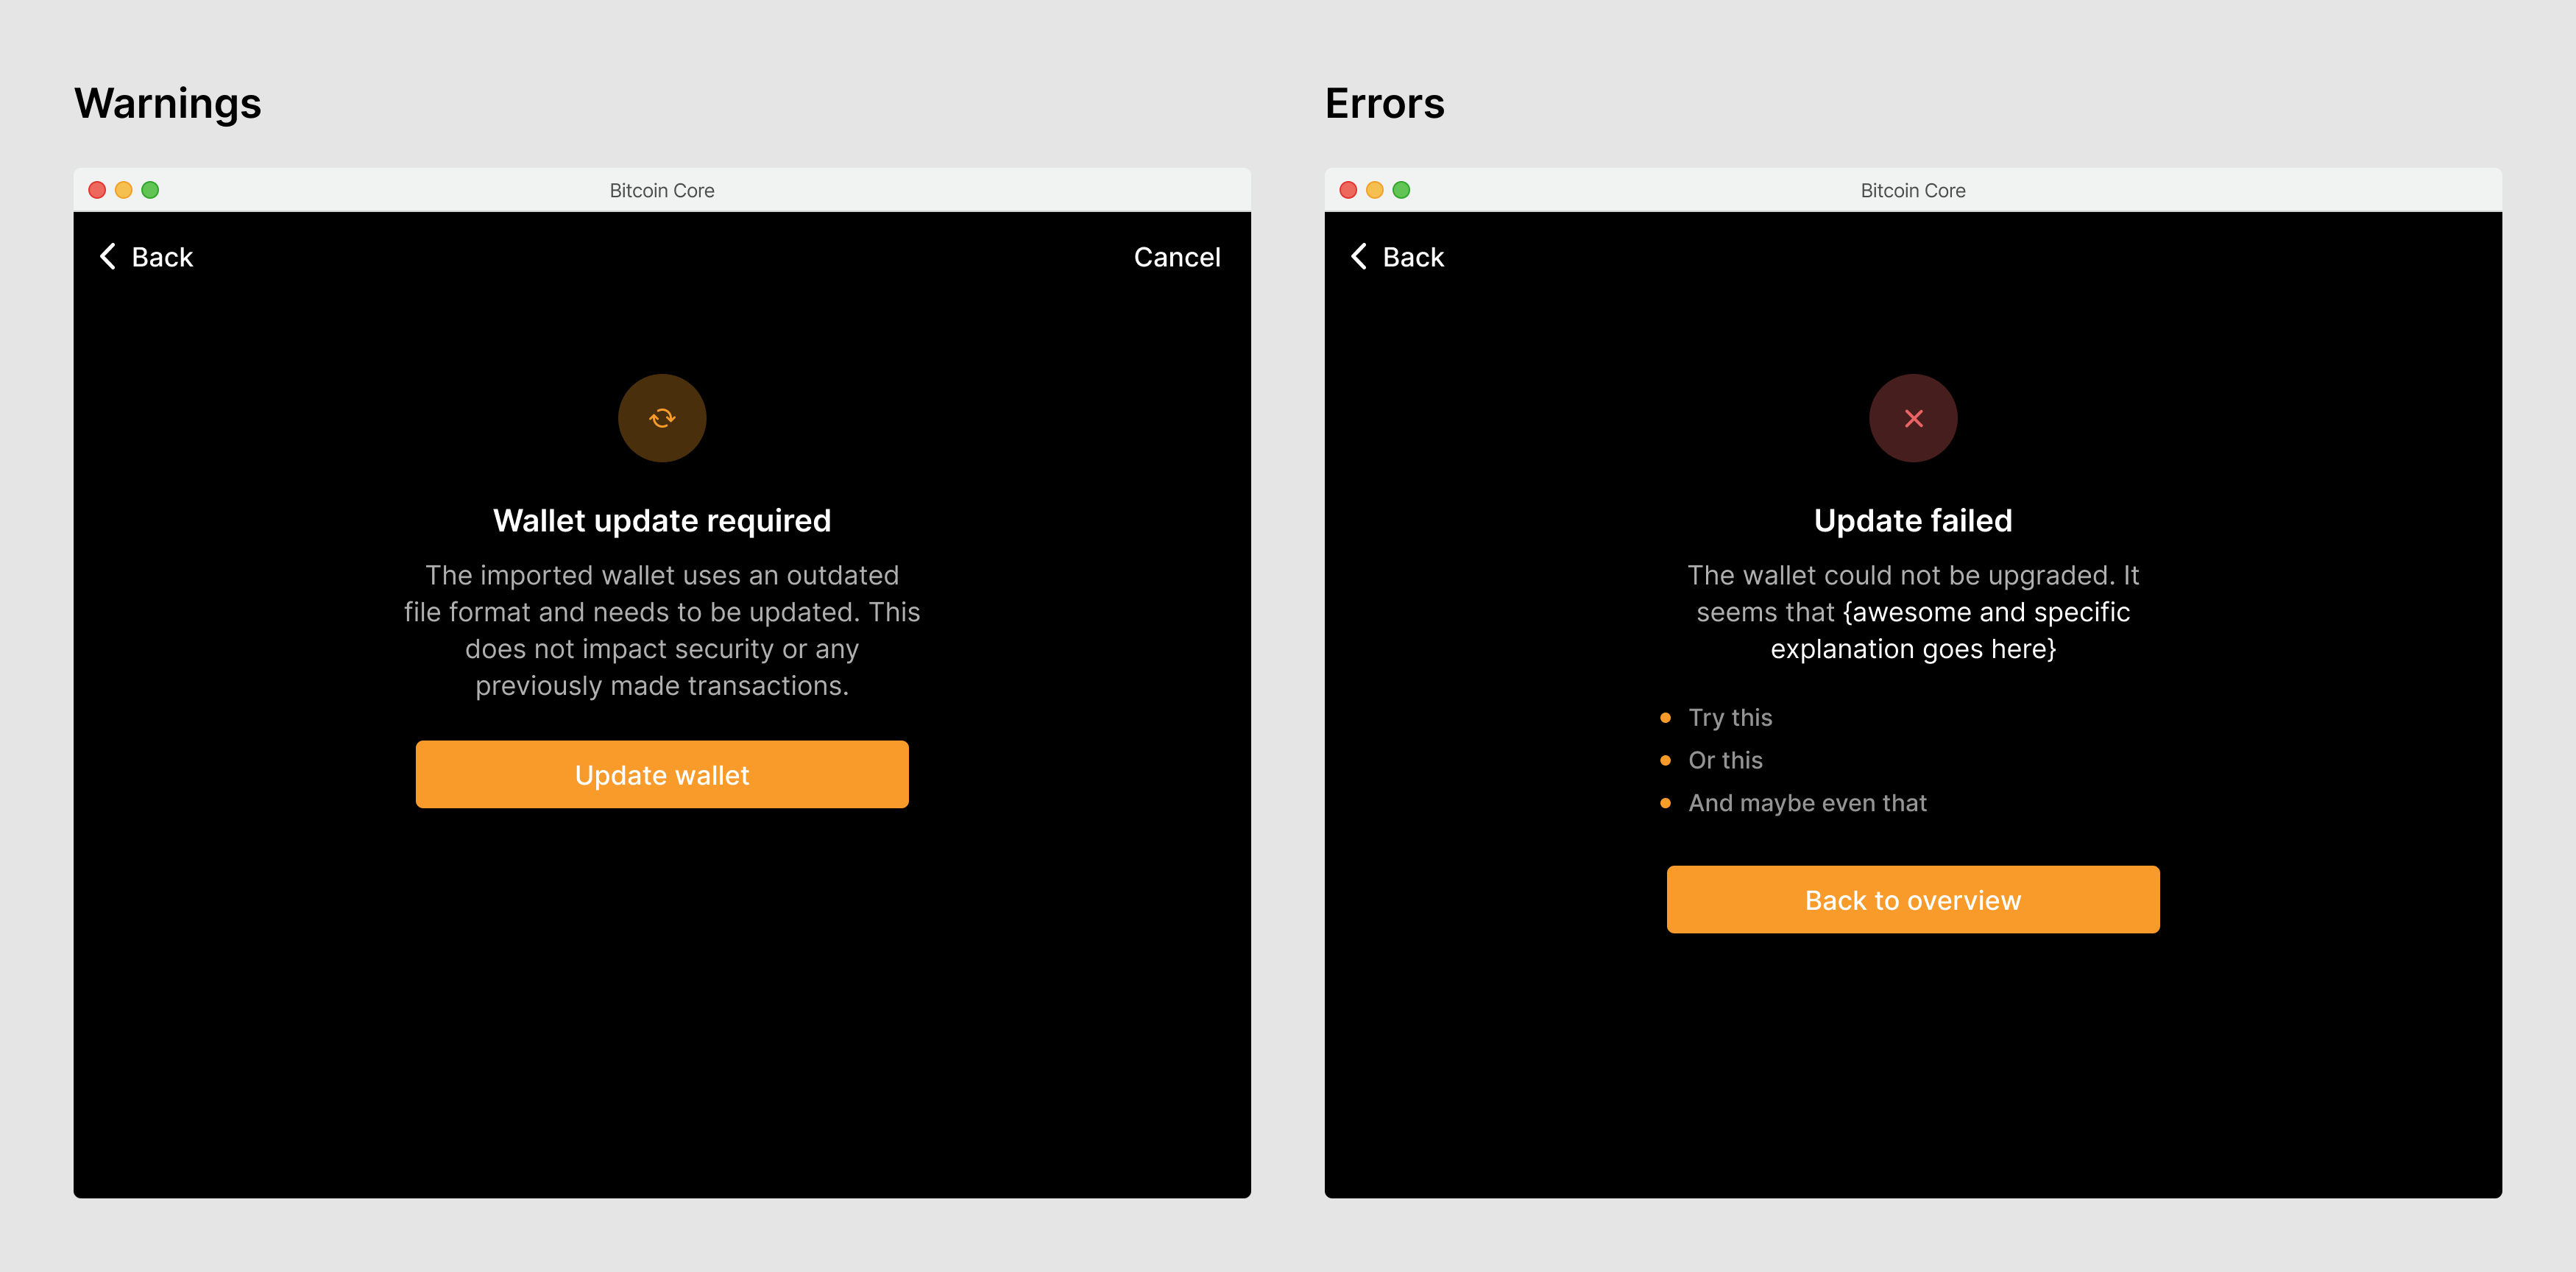 Warnings
Bitcoin Core
Back
Cancel
Wallet update required
The imported wallet uses an outdated
file format and needs to be updated. This
does not impact security or any
previously made transactions.
Update wallet
Errors
Bitcoin Core
Back
Update failed
The wallet could not be upgraded. It
seems that {awesome and specific
explanation goes here}
Try this
Or this
And maybe even that
Back to overview